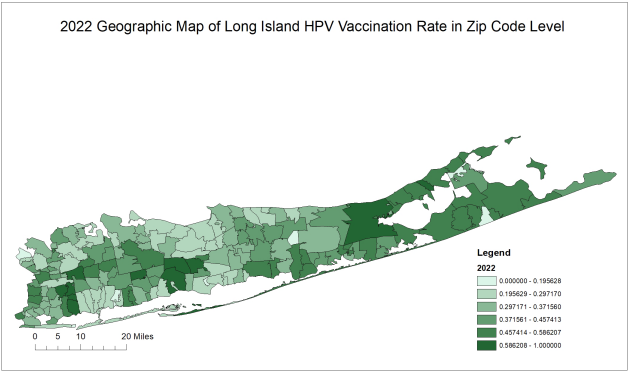 2022 Geographic Map of Long Island HPV Vaccination Rate in Zip Code Level
Legend
2022
0.000000 - 0.195628
0.195629 - 0.297170
0.297171 - 0.371560
0.371561 - 0.457413
0.457414 - 0.586207
0.586208 - 1.000000
0 5 10 20 Miles